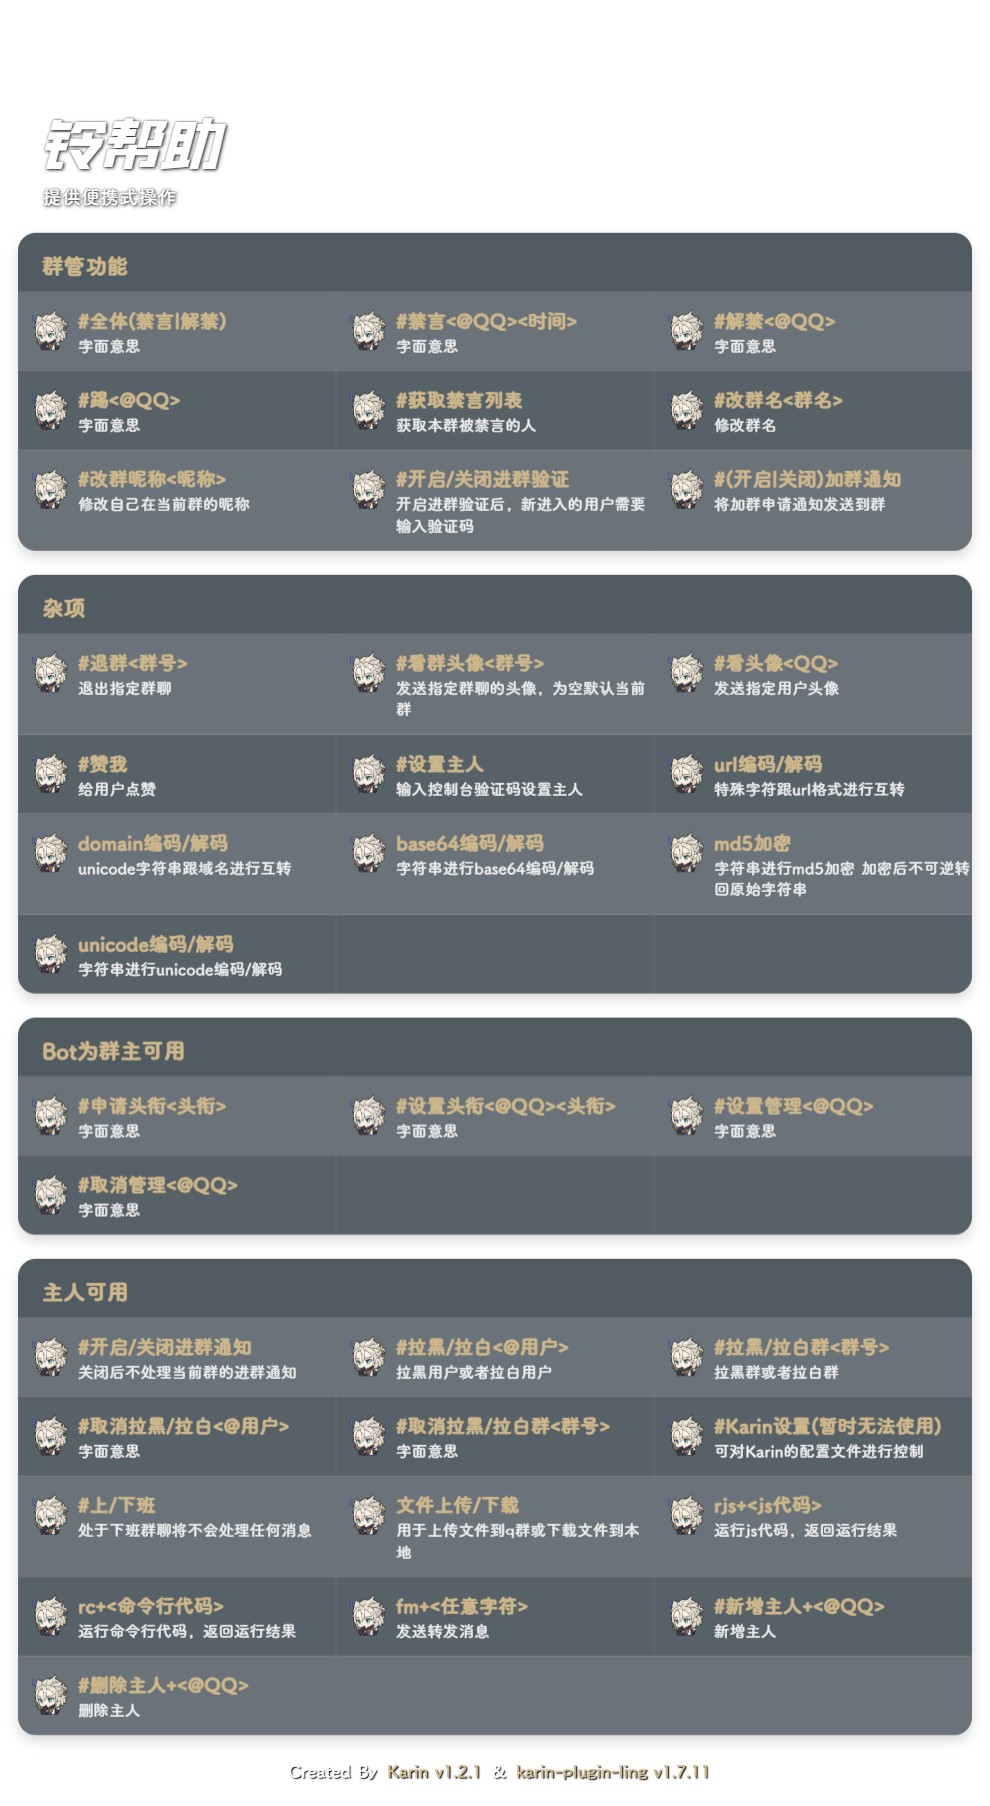 铃帮助
提供便携式操作
群管功能
#全体(禁言|解禁)
字面意思
#禁言<@QQ><时间>
字面意思
#解禁<@QQ>
字面意思
#踢<@QQ>
字面意思
#获取禁言列表
获取本群被禁言的人
#改群名<群名>
修改群名
#改群昵称<昵称>
修改自己在当前群的昵称
#开启/关闭进群验证
开启进群验证后，新进入的用户需要
输入验证码
#(开启|关闭)加群通知
将加群申请通知发送到群
杂项
#退群<群号>
退出指定群聊
#看群头像<群号>
发送指定群聊的头像，为空默认当前
群
#看头像<QQ>
发送指定用户头像
#赞我
给用户点赞
#设置主人
输入控制台验证码设置主人
url编码/解码
特殊字符跟url格式进行互转
domain编码/解码
unicode字符串跟域名进行互转
base64编码/解码
字符串进行base64编码/解码
md5加密
字符串进行md5加密 加密后不可逆转
回原始字符串
unicode编码/解码
字符串进行unicode编码/解码
Bot为群主可用
#申请头衔<头衔>
字面意思
#设置头衔<@QQ><头衔>
字面意思
#设置管理<@QQ>
字面意思
#取消管理<@QQ>
字面意思
主人可用
#开启/关闭进群通知
关闭后不处理当前群的进群通知
#拉黑/拉白<@用户>
拉黑用户或者拉白用户
#拉黑/拉白群<群号>
拉黑群或者拉白群
#取消拉黑/拉白<@用户>
字面意思
#取消拉黑/拉白群<群号>
字面意思
#Karin设置(暂时无法使用)
可对Karin的配置文件进行控制
#上/下班
处于下班群聊将不会处理任何消息
文件上传/下载
用于上传文件到q群或下载文件到本
地
rjs+<js代码>
运行js代码，返回运行结果
rc+<命令行代码>
运行命令行代码，返回运行结果
fm+<任意字符>
发送转发消息
#新增主人+<@QQ>
新增主人
#删除主人+<@QQ>
删除主人
Created By Karin v1.2.1 & karin-plugin-ling v1.7.11